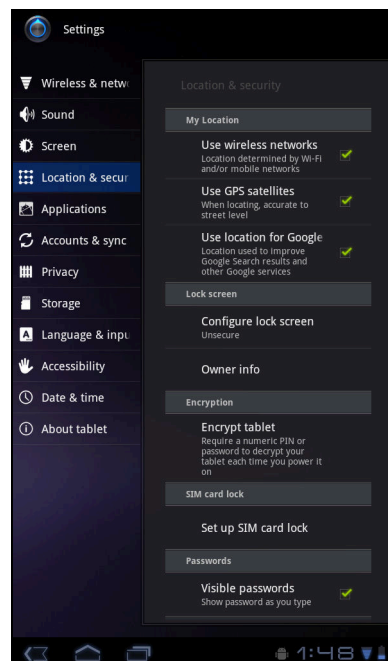 Settings
Wireless & netwo
Sound
Screen
Location & secur
Applications
Accounts & sync
Privacy
Storage
Language & inpu
Accessibility
Date & time
About tablet
Location & security
My Location
Use wireless networks
Location determined by Wi-Fi
and/or mobile networks
Use GPS satellites
When locating, accurate to
street level
Use location for Google
Location used to improve
Google Search results and
other Google services
Lock screen
Configure lock screen
Unsecure
Owner info
Encryption
Encrypt tablet
Require a numeric PIN or
password to decrypt your
tablet each time you power it
on
SIM card lock
Set up SIM card lock
Passwords
Visible passwords
Show password as you type
1:48